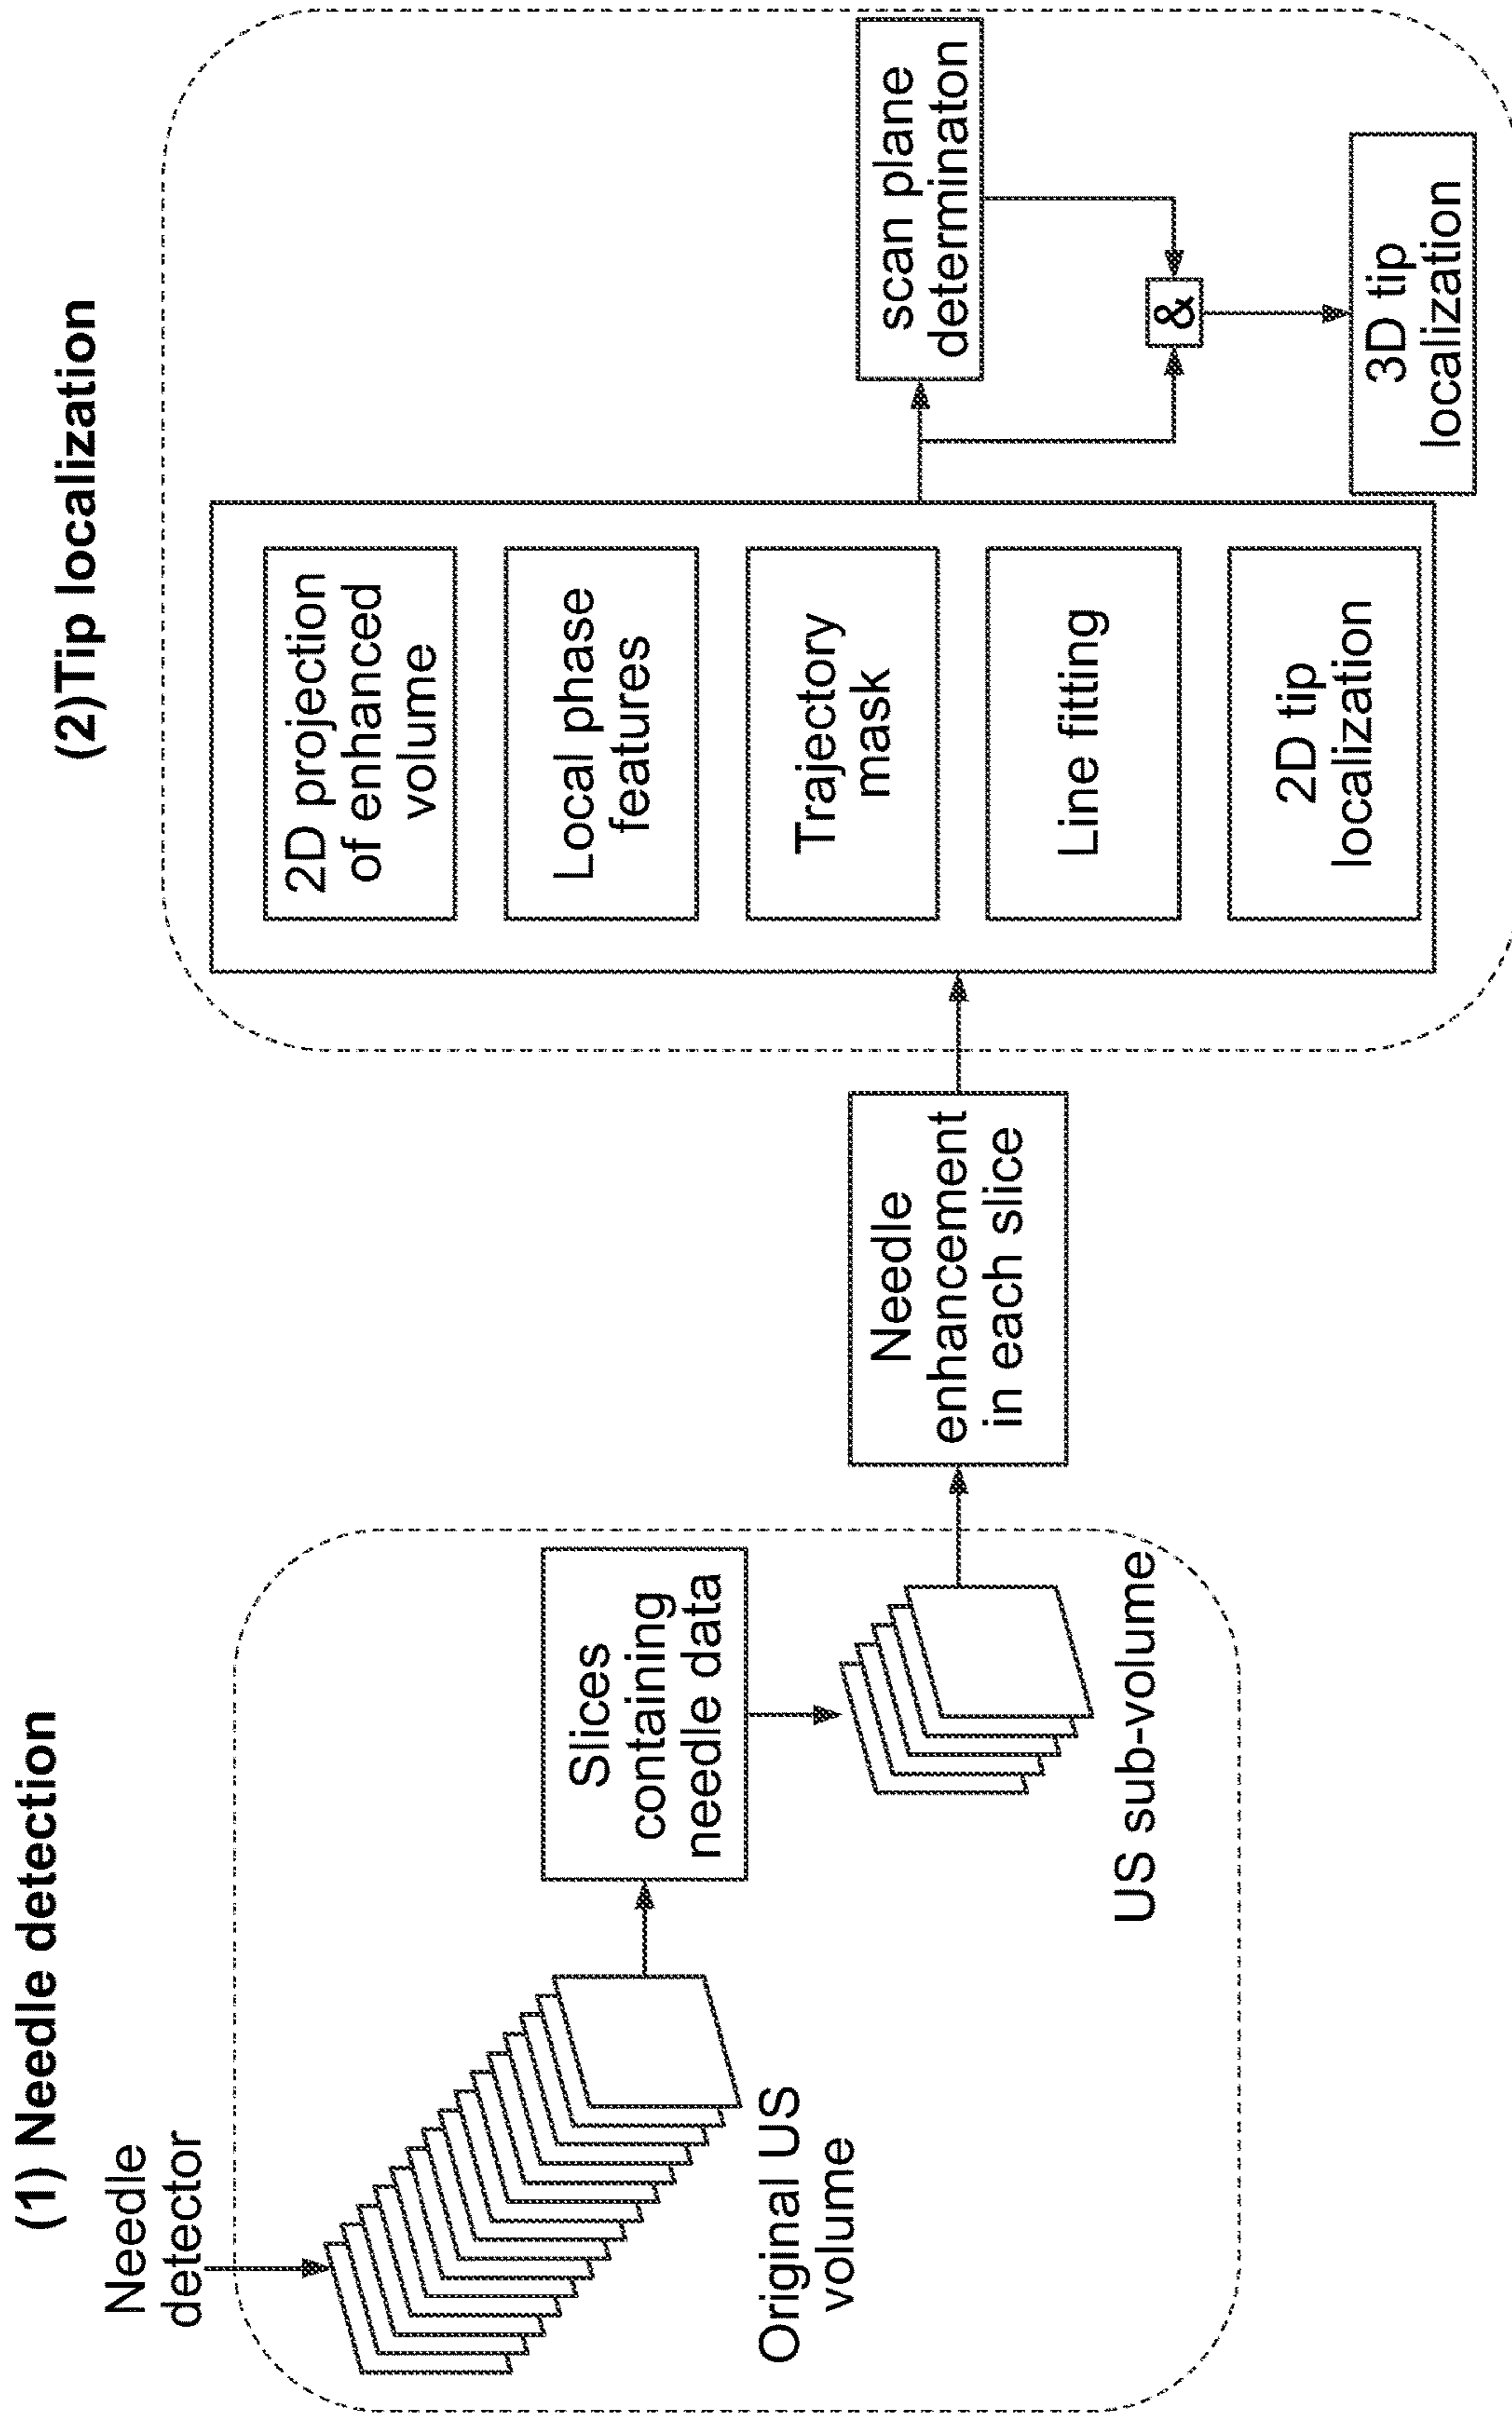 (1) Needle detection
Needle
detector
Original US
volume
Slices
containing
needle data
US sub-volume
Needle
enhancement
in each slice
(2)Tip localization
2D projection
of enhanced
volume
Local phase
features
Trajectory
mask
Line fitting
2D tip
localization
scan plane
determinaton
&
3D tip
localization